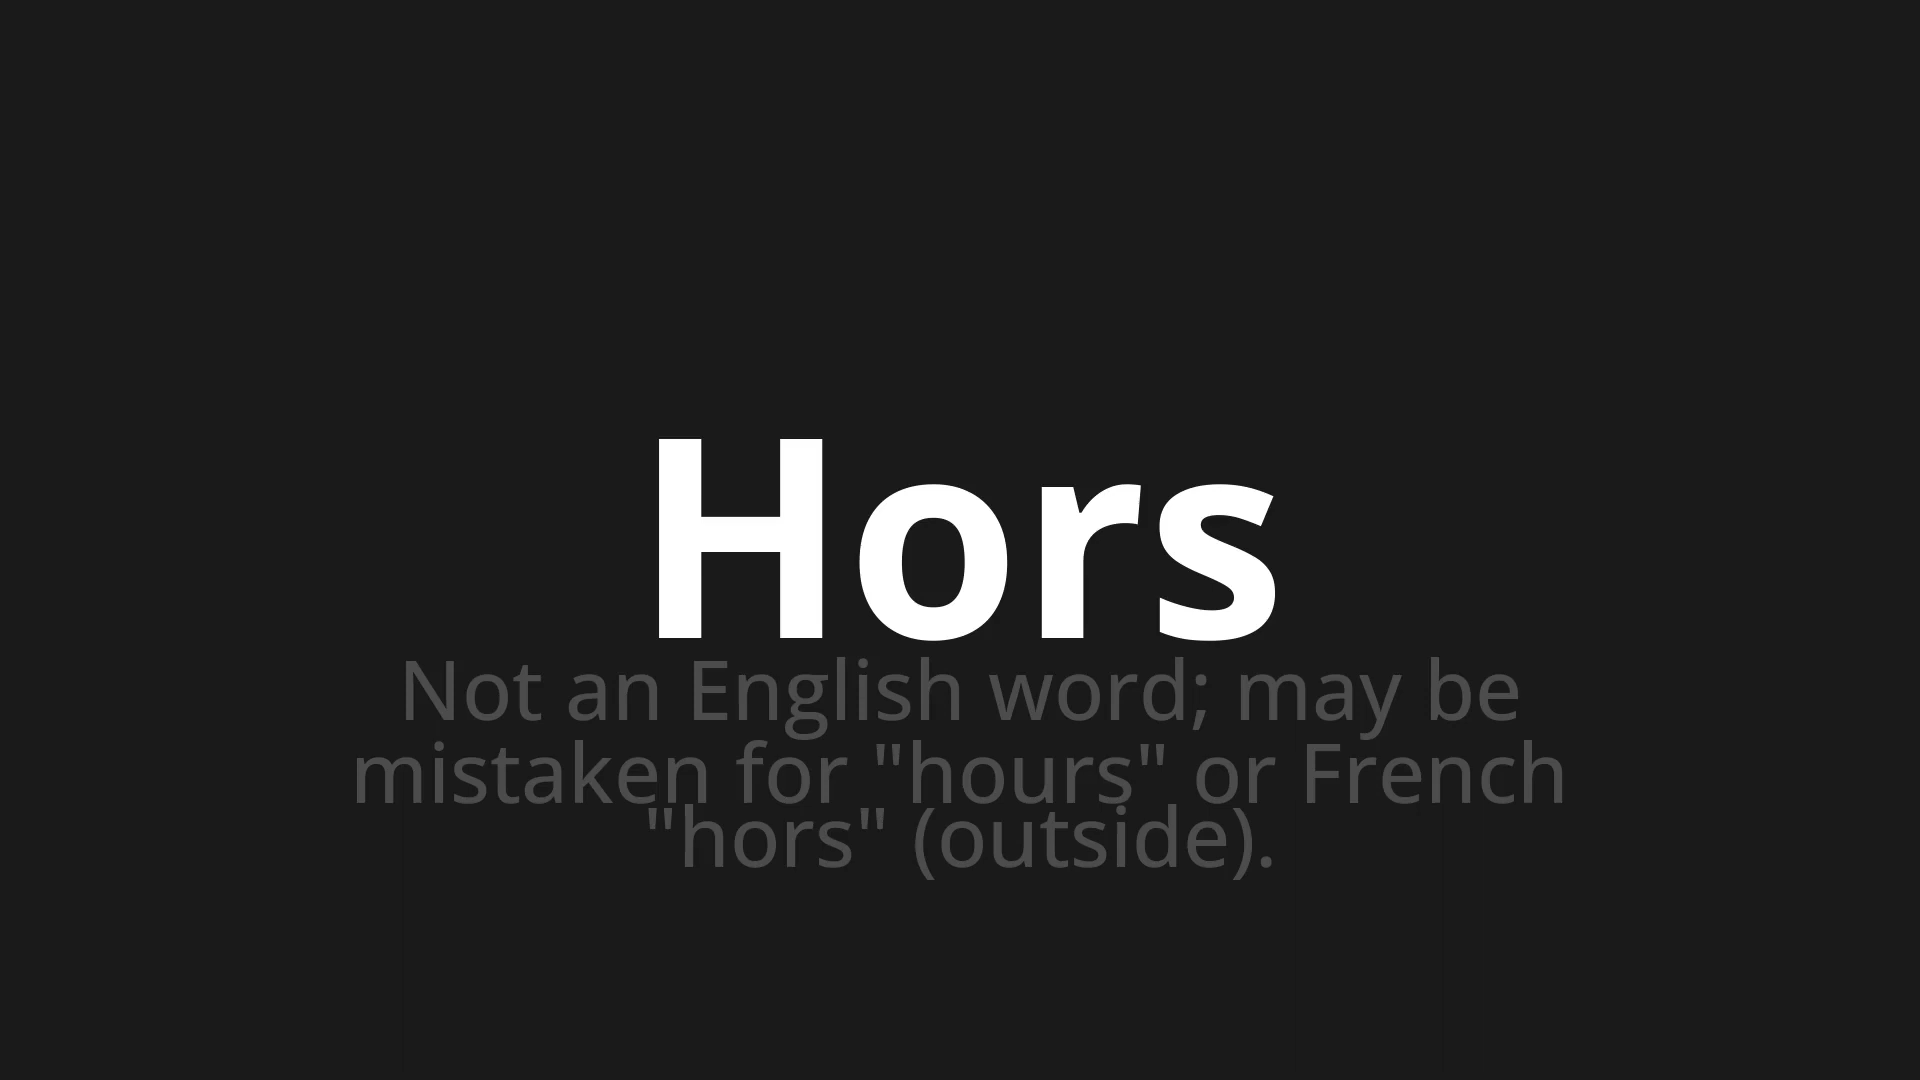 Hors
Not an English word; may be
mistaken for "hours" or French
"hors" (outside).